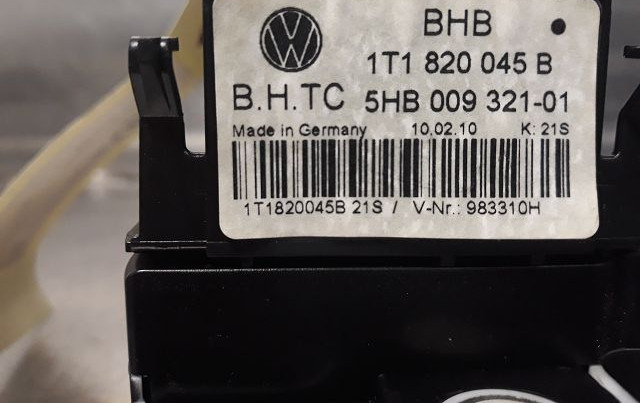 BHB
1T1 820 045 B
B.H.TC 5HB 009 321-01
Made in Germany 10.02.10 K: 21S
1T1820045B 21S / V-Nr.: 983310H